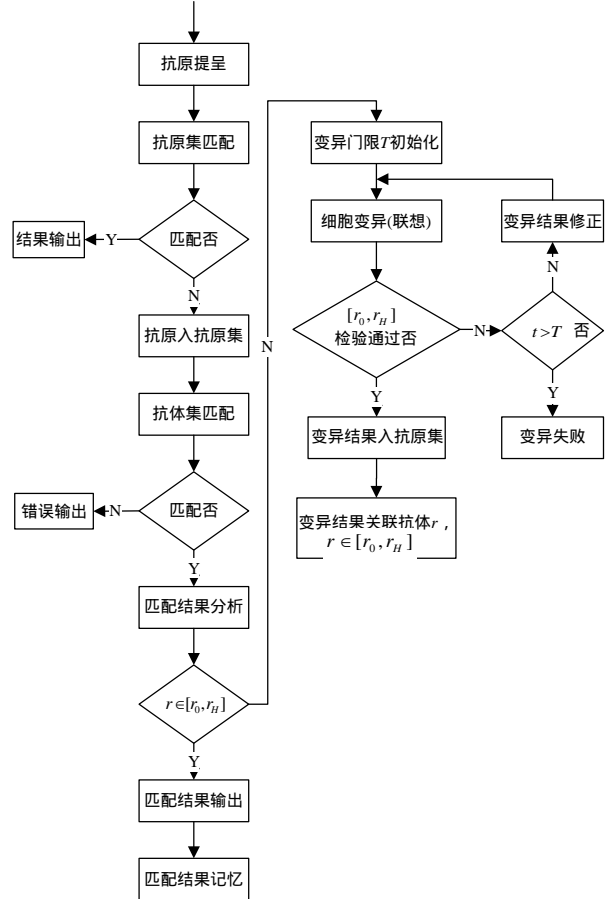 抗原提呈
抗原集匹配
匹配否
Y
结果输出
N
抗原入抗原集
抗体集匹配
匹配否
N
错误输出
Y
匹配结果分析
r∈[r₀,r_H]
Y
匹配结果输出
匹配结果记忆
N
变异门限T初始化
细胞变异(联想)
[r₀,r_H]
检验通过否
N
t>T 否
N
变异结果修正
Y
变异失败
Y
变异结果入抗原集
变异结果关联抗体r，
r∈[r₀,r_H]